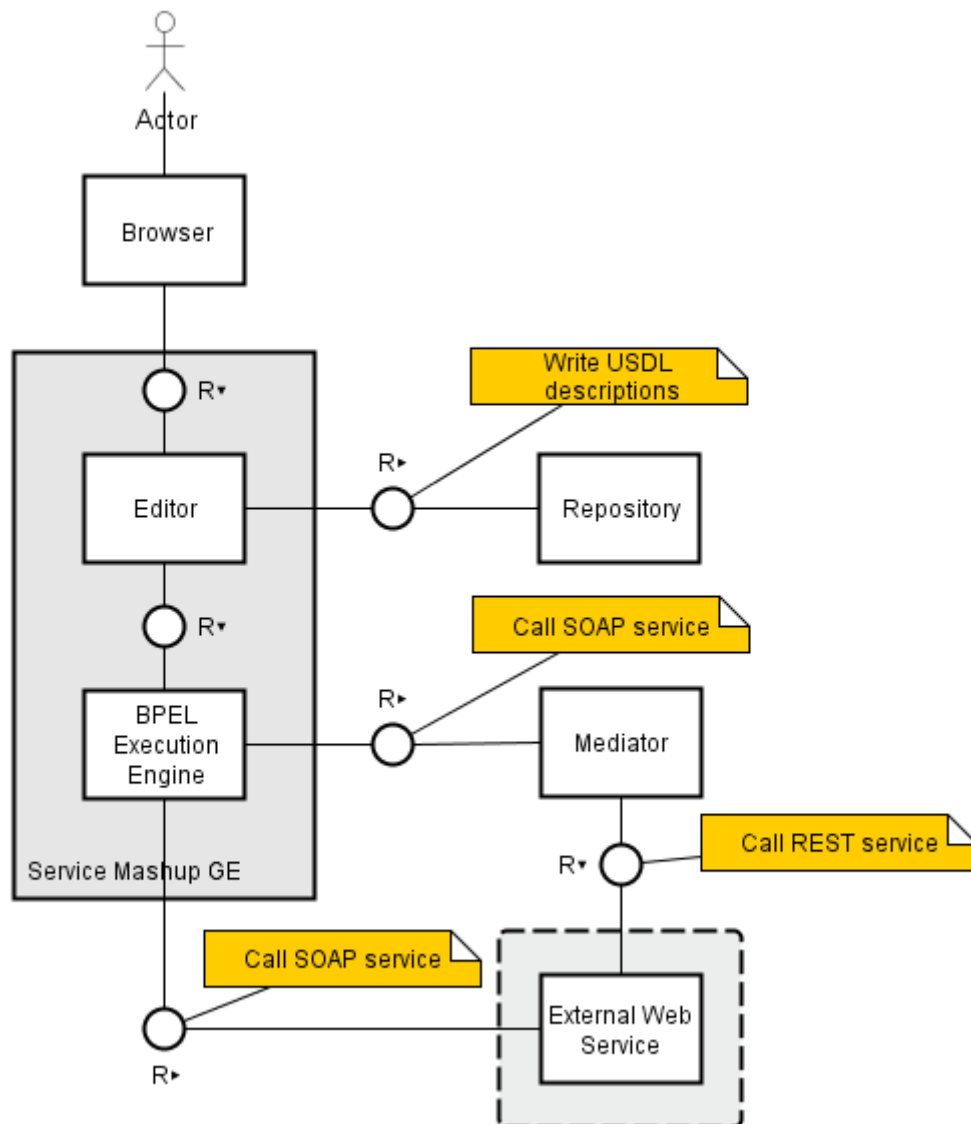 Actor
Browser
R▾
Write USDL
descriptions
R▸
Editor
Repository
R▾
Call SOAP service
R▸
BPEL
Execution
Engine
Mediator
Call REST service
R▾
Service Mashup GE
Call SOAP service
External Web
Service
R▸